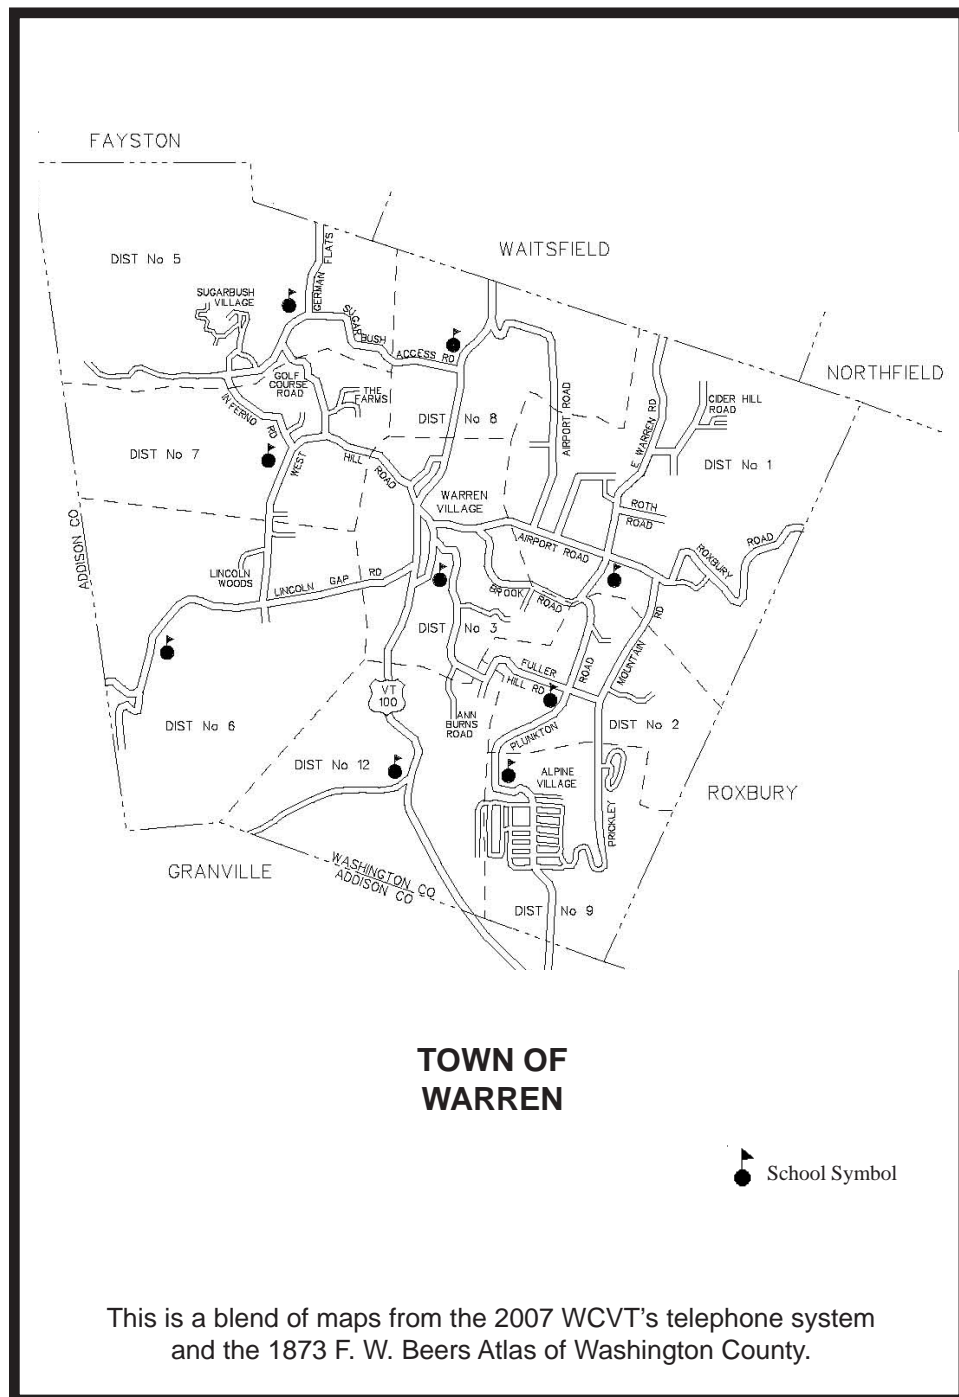 FAYSTON
WAITSFIELD
DIST No 5
GERMAN FLATS
SUGARBUSH
VILLAGE
SUGAR BUSH ACCESS RD
NORTHFIELD
GOLF
COURSE
ROAD
THE
FARMS
CIDER HILL
ROAD
INFERNO RD
DIST No 8
AIRPORT ROAD
E WARREN RD
DIST No 7
WEST HILL ROAD
DIST No 1
WARREN
VILLAGE
ROTH
ROAD
ADDISON CO
AIRPORT ROAD
ROXBURY ROAD
LINCOLN
WOODS
LINCOLN GAP RD
BROOK ROAD
DIST No 3
MOUNTAIN RD
FULLER
HILL RD
ROAD
VT
100
ANN
BURNS
ROAD
PLUNKTON
DIST No 6
DIST No 2
DIST No 12
ALPINE
VILLAGE
ROXBURY
PRICKLEY
GRANVILLE
WASHINGTON CO
ADDISON CO
DIST No 9
TOWN OF
WARREN
School Symbol
This is a blend of maps from the 2007 WCVT's telephone system
and the 1873 F. W. Beers Atlas of Washington County.